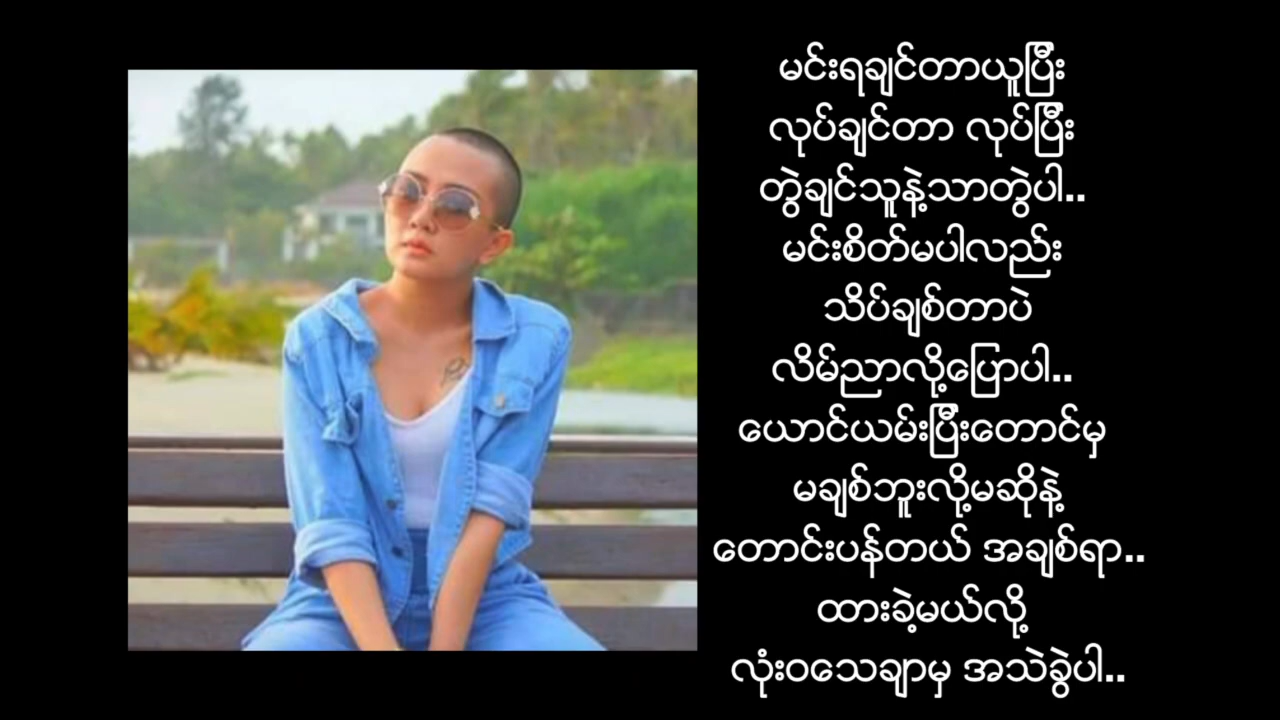 မင်းရချင်တာယူပြီး
လုပ်ချင်တာ လုပ်ပြီး
တွဲချင်သူနဲ့သာတွဲပါ..
မင်းစိတ်မပါလည်း
သိပ်ချစ်တာပဲ
လိမ်ညာလို့ပြောပါ..
ယောင်ယမ်းပြီးတောင်မှ
မချစ်ဘူးလို့မဆိုနဲ့
တောင်းပန်တယ် အချစ်ရာ..
ထားခဲ့မယ်လို့
လုံးဝသေချာမှ အသဲခွဲပါ..